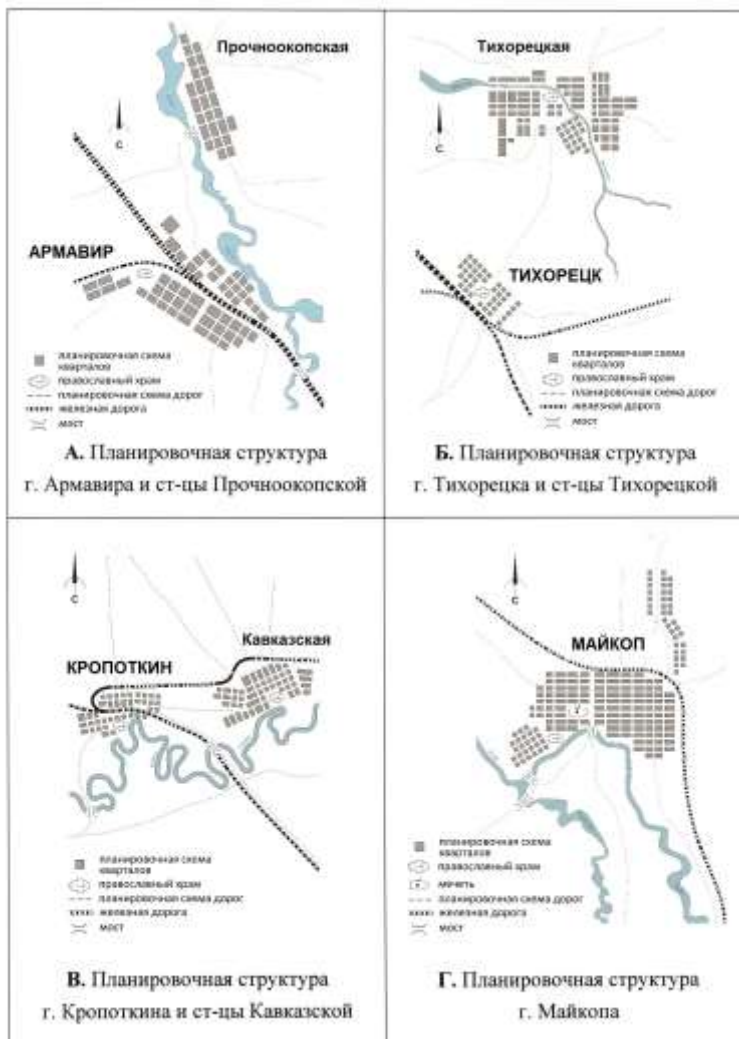 Прочноокопская
С
АРМАВИР
планировочная схема
кварталов
православный храм
планировочная схема дорог
железная дорога
мост
А. Планировочная структура
г. Армавира и ст-цы Прочноокопской
Тихорецкая
С
ТИХОРЕЦК
планировочная схема
кварталов
православный храм
планировочная схема дорог
железная дорога
мост
Б. Планировочная структура
г. Тихорецка и ст-цы Тихорецкой
С
Кавказская
КРОПОТКИН
планировочная схема
кварталов
православный храм
планировочная схема дорог
железная дорога
мост
В. Планировочная структура
г. Кропоткина и ст-цы Кавказской
С
МАЙКОП
планировочная схема
кварталов
православный храм
мечеть
планировочная схема дорог
железная дорога
мост
Г. Планировочная структура
г. Майкопа